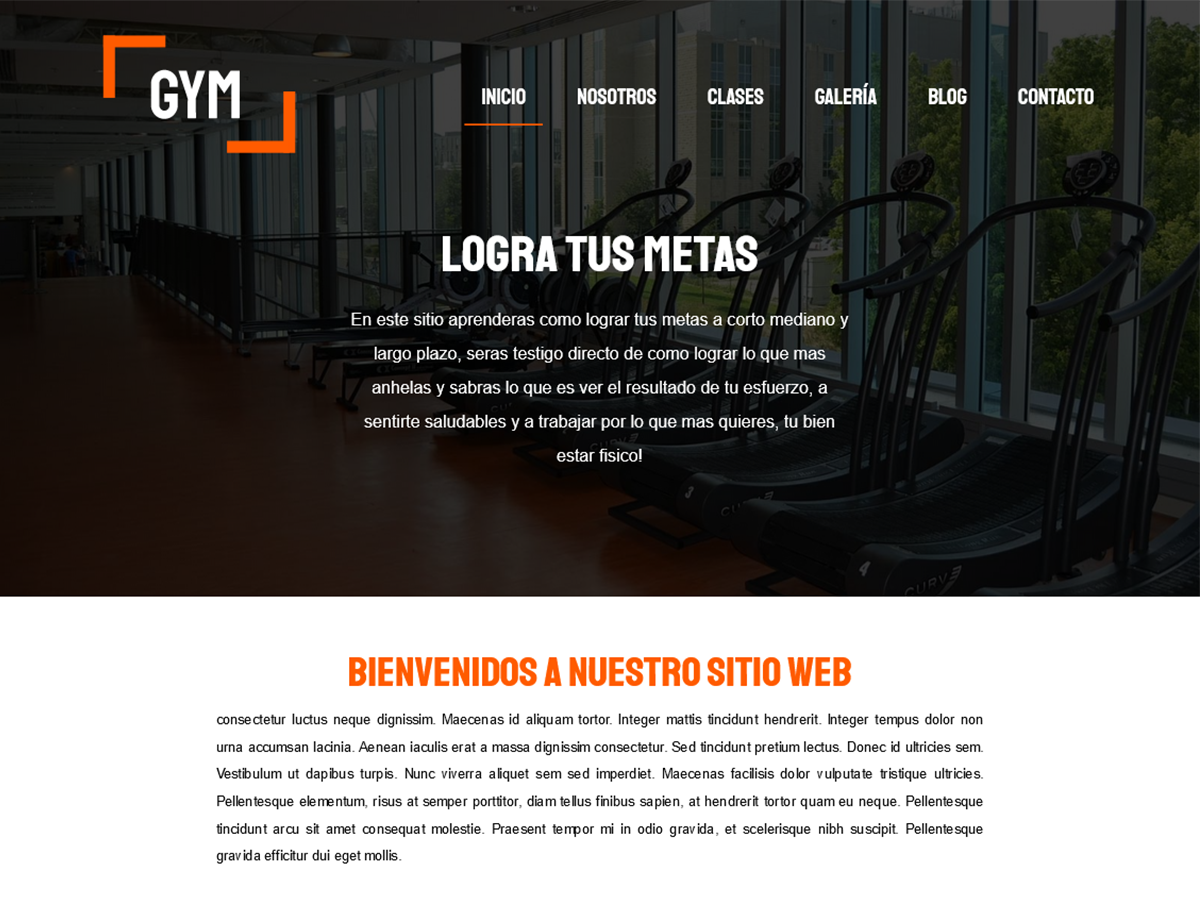 GYM
INICIO NOSOTROS CLASES GALERÍA BLOG CONTACTO
LOGRA TUS METAS
En este sitio aprenderas como lograr tus metas a corto mediano y
largo plazo, seras testigo directo de como lograr lo que mas
anhelas y sabras lo que es ver el resultado de tu esfuerzo, a
sentirte saludables y a trabajar por lo que mas quieres, tu bien
estar fisico!
3
4
CURV
BIENVENIDOS A NUESTRO SITIO WEB
consectetur luctus neque dignissim. Maecenas id aliquam tortor. Integer mattis tincidunt hendrerit. Integer tempus dolor non
urna accumsan lacinia. Aenean iaculis erat a massa dignissim consectetur. Sed tincidunt pretium lectus. Donec id ultricies sem.
Vestibulum ut dapibus turpis. Nunc viverra aliquet sem sed imperdiet. Maecenas facilisis dolor vulputate tristique ultricies.
Pellentesque elementum, risus at semper porttitor, diam tellus finibus sapien, at hendrerit tortor quam eu neque. Pellentesque
tincidunt arcu sit amet consequat molestie. Praesent tempor mi in odio gravida, et scelerisque nibh suscipit. Pellentesque
gravida efficitur dui eget mollis.